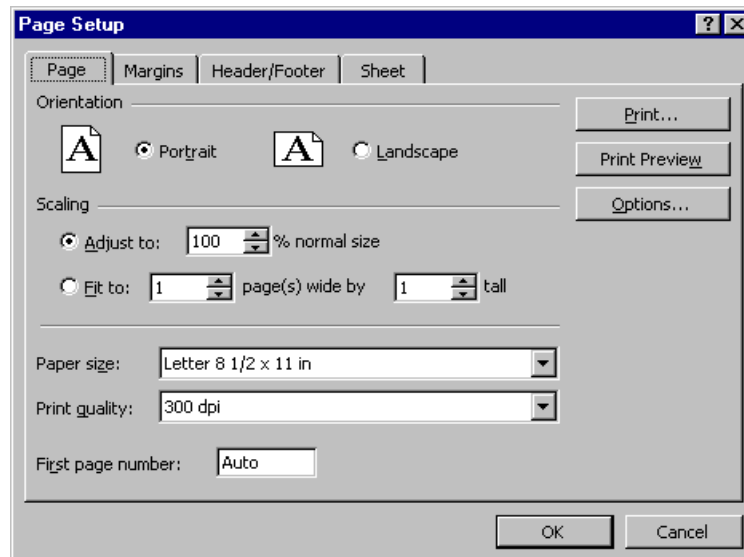 Page Setup ? ×
Page Margins Header/Footer Sheet
Orientation
A Portrait A Landscape
Print...
Print Preview
Scaling
Options...
Adjust to: 100 % normal size
Fit to: 1 page(s) wide by 1 tall
Paper size: Letter 8 1/2 x 11 in
Print quality: 300 dpi
First page number: Auto
OK Cancel